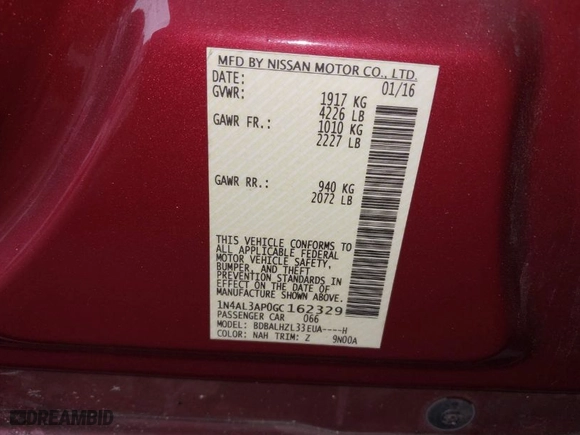 MFD BY NISSAN MOTOR CO., LTD.
DATE: 01/16
GVWR: 1917 KG
4226 LB
GAWR FR.: 1010 KG
2227 LB
GAWR RR.: 940 KG
2072 LB
THIS VEHICLE CONFORMS TO
ALL APPLICABLE FEDERAL
MOTOR VEHICLE SAFETY,
BUMPER, AND THEFT
PREVENTION STANDARDS IN
EFFECT ON THE DATE OF
MANUFACTURE SHOWN ABOVE.
1N4AL3AP0GC162329
PASSENGER CAR 066
MODEL: BDBALHZL33EUA----H
COLOR: NAH TRIM: Z 9N00A
DREAMBID